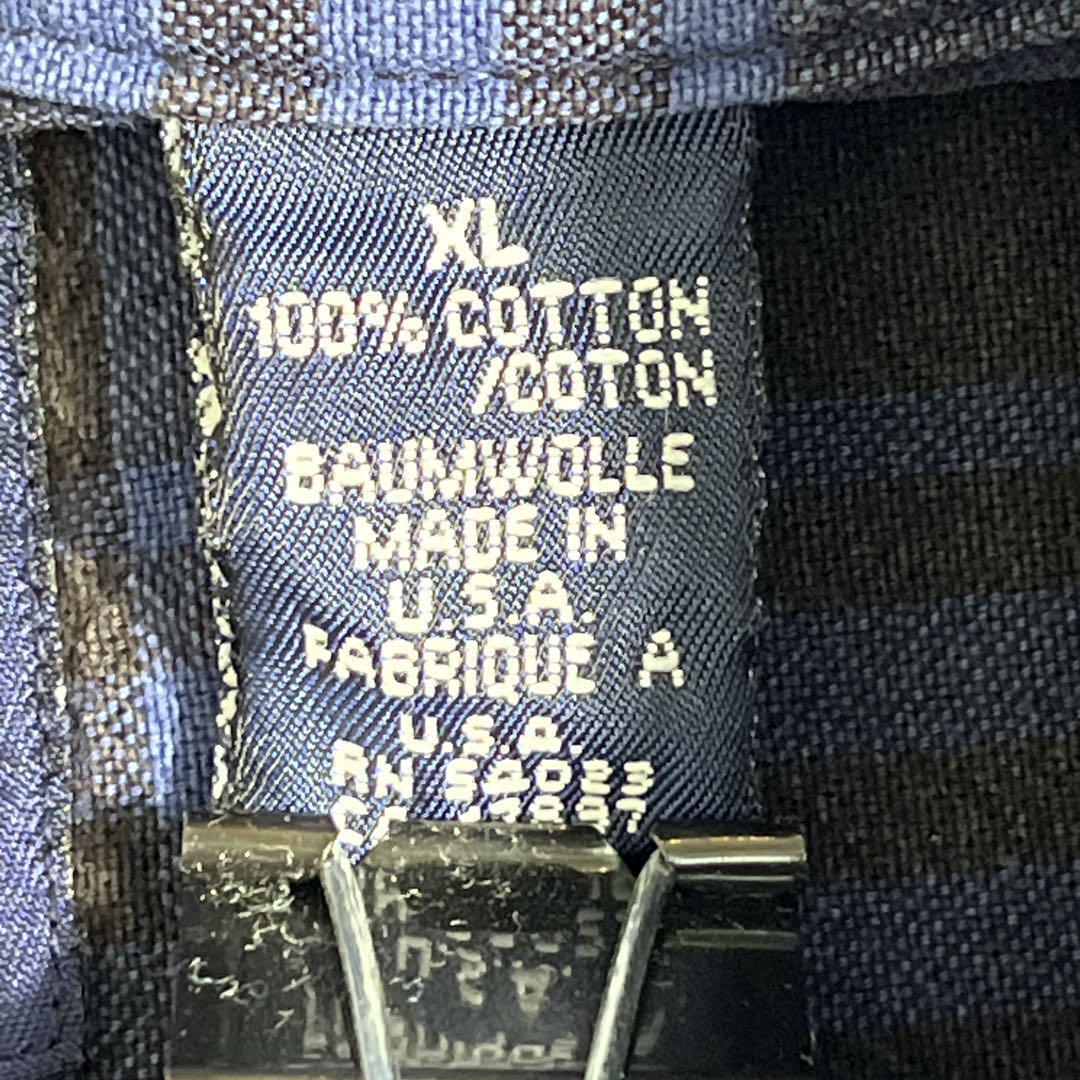 XL
100% COTTON
/COTON
BAUMWOLLE
MADE IN
U.S.A.
FABRIQUE A
U.S.A.
RN 54023